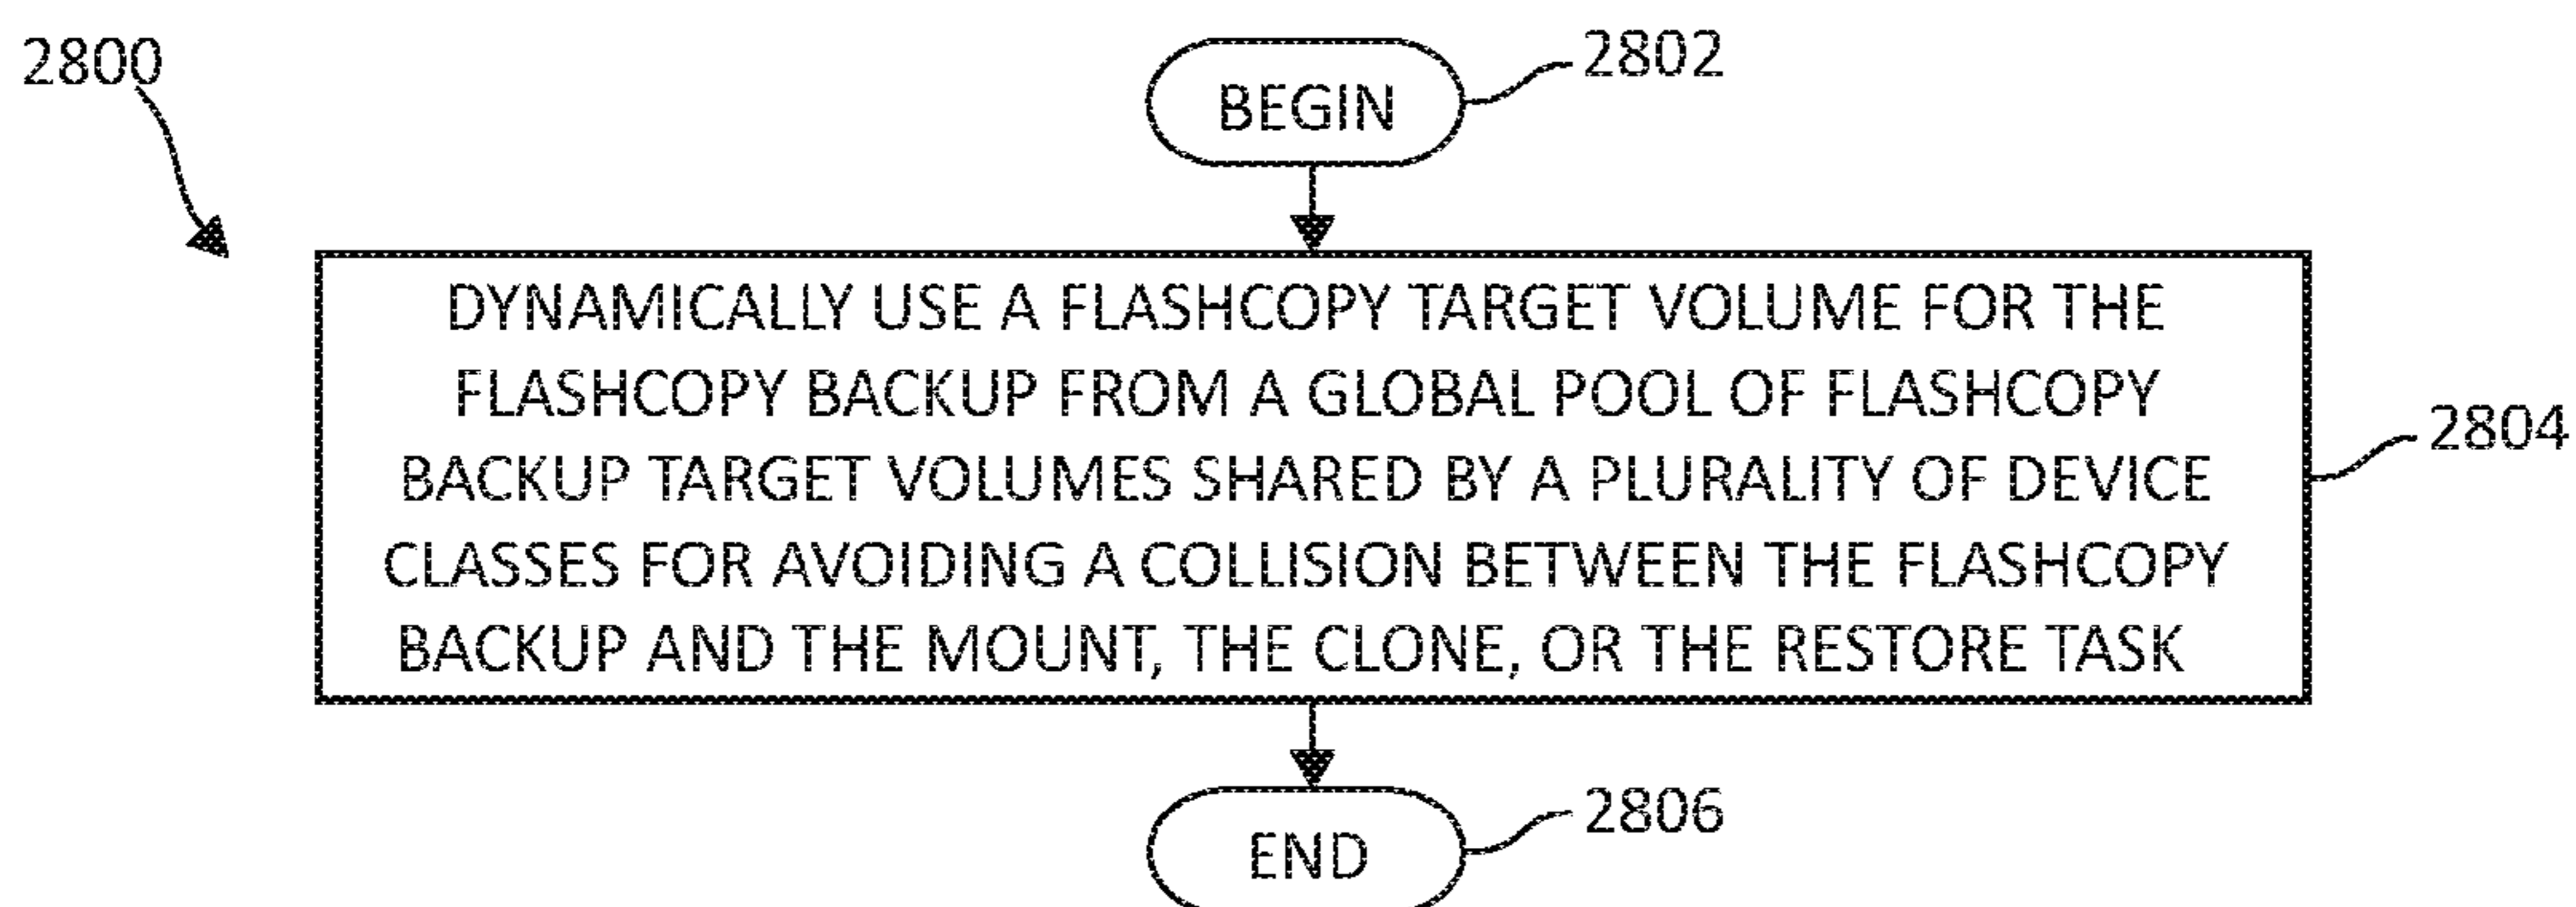 2800
2802
BEGIN
DYNAMICALLY USE A FLASHCOPY TARGET VOLUME FOR THE
FLASHCOPY BACKUP FROM A GLOBAL POOL OF FLASHCOPY
BACKUP TARGET VOLUMES SHARED BY A PLURALITY OF DEVICE
CLASSES FOR AVOIDING A COLLISION BETWEEN THE FLASHCOPY
BACKUP AND THE MOUNT, THE CLONE, OR THE RESTORE TASK
2804
2806
END